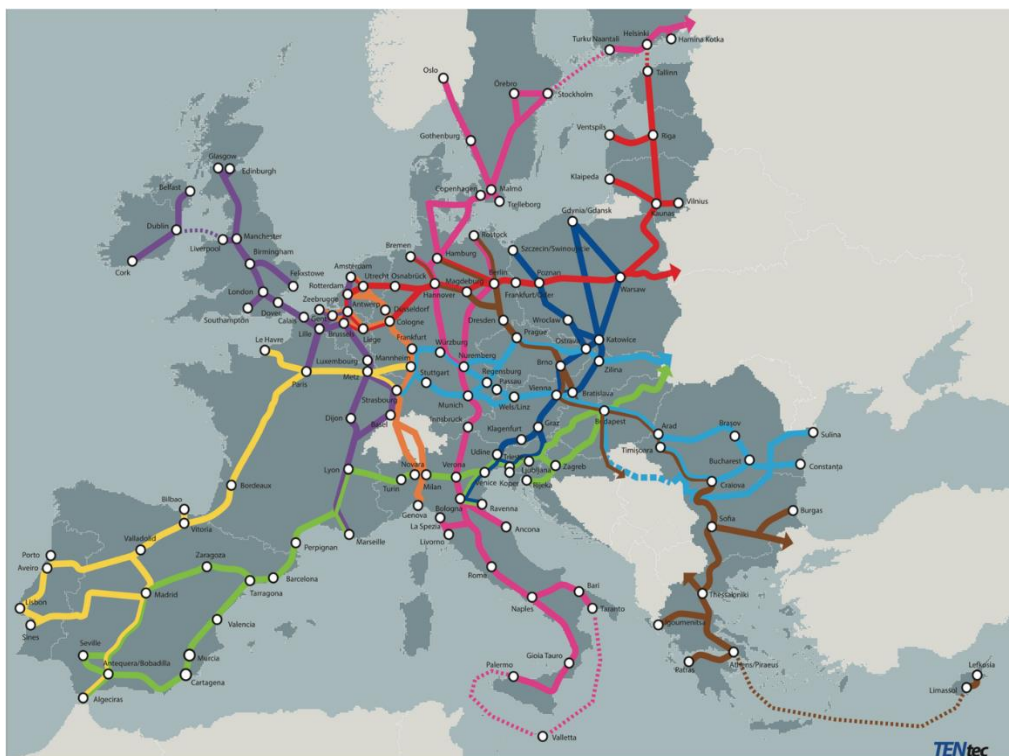 Helsinki
Turku Naantali
Hamina Kotka
Oslo
Örebro
Stockholm
Tallinn
Gothenburg
Ventspils
Riga
Glasgow
Edinburgh
Belfast
Copenhagen
Malmö
Trelleborg
Klaipeda
Vilnius
Kaunas
Dublin
Gdynia/Gdansk
Rostock
Manchester
Liverpool
Cork
Birmingham
Bremen
Hamburg
Szczecin/Swinoujscie
Amsterdam
Felixstowe
Utrecht
Osnabrück
Berlin
Poznan
Rotterdam
Magdeburg
Warsaw
London
Zeebrugge
Hannover
Frankfurt/Oder
Southampton
Dover
Antwerp
Düsseldorf
Calais
Gent
Cologne
Dresden
Wroclaw
Lille
Brussels
Liège
Prague
Katowice
Le Havre
Frankfurt
Ostrava
Luxembourg
Mannheim
Würzburg
Nuremberg
Brno
Zilina
Paris
Metz
Stuttgart
Regensburg
Passau
Strasbourg
Vienna
Bratislava
Munich
Wels/Linz
Dijon
Basel
Innsbruck
Graz
Budapest
Klagenfurt
Arad
Braşov
Sulina
Udine
Timişoara
Lyon
Novara
Verona
Ljubljana
Zagreb
Bucharest
Constanţa
Turin
Milan
Venice
Koper
Rijeka
Craiova
Bordeaux
Bilbao
Genova
Bologna
Ravenna
Vitoria
La Spezia
Ancona
Sofia
Burgas
Marseille
Livorno
Valladolid
Perpignan
Porto
Zaragoza
Aveiro
Rome
Barcelona
Madrid
Tarragona
Bari
Thessaloniki
Lisbon
Naples
Taranto
Valencia
Igoumenitsa
Sines
Seville
Murcia
Gioia Tauro
Palermo
Antequera/Bobadilla
Cartagena
Patras
Athens/Piraeus
Lefkosia
Limassol
Algeciras
Valletta
TENtec